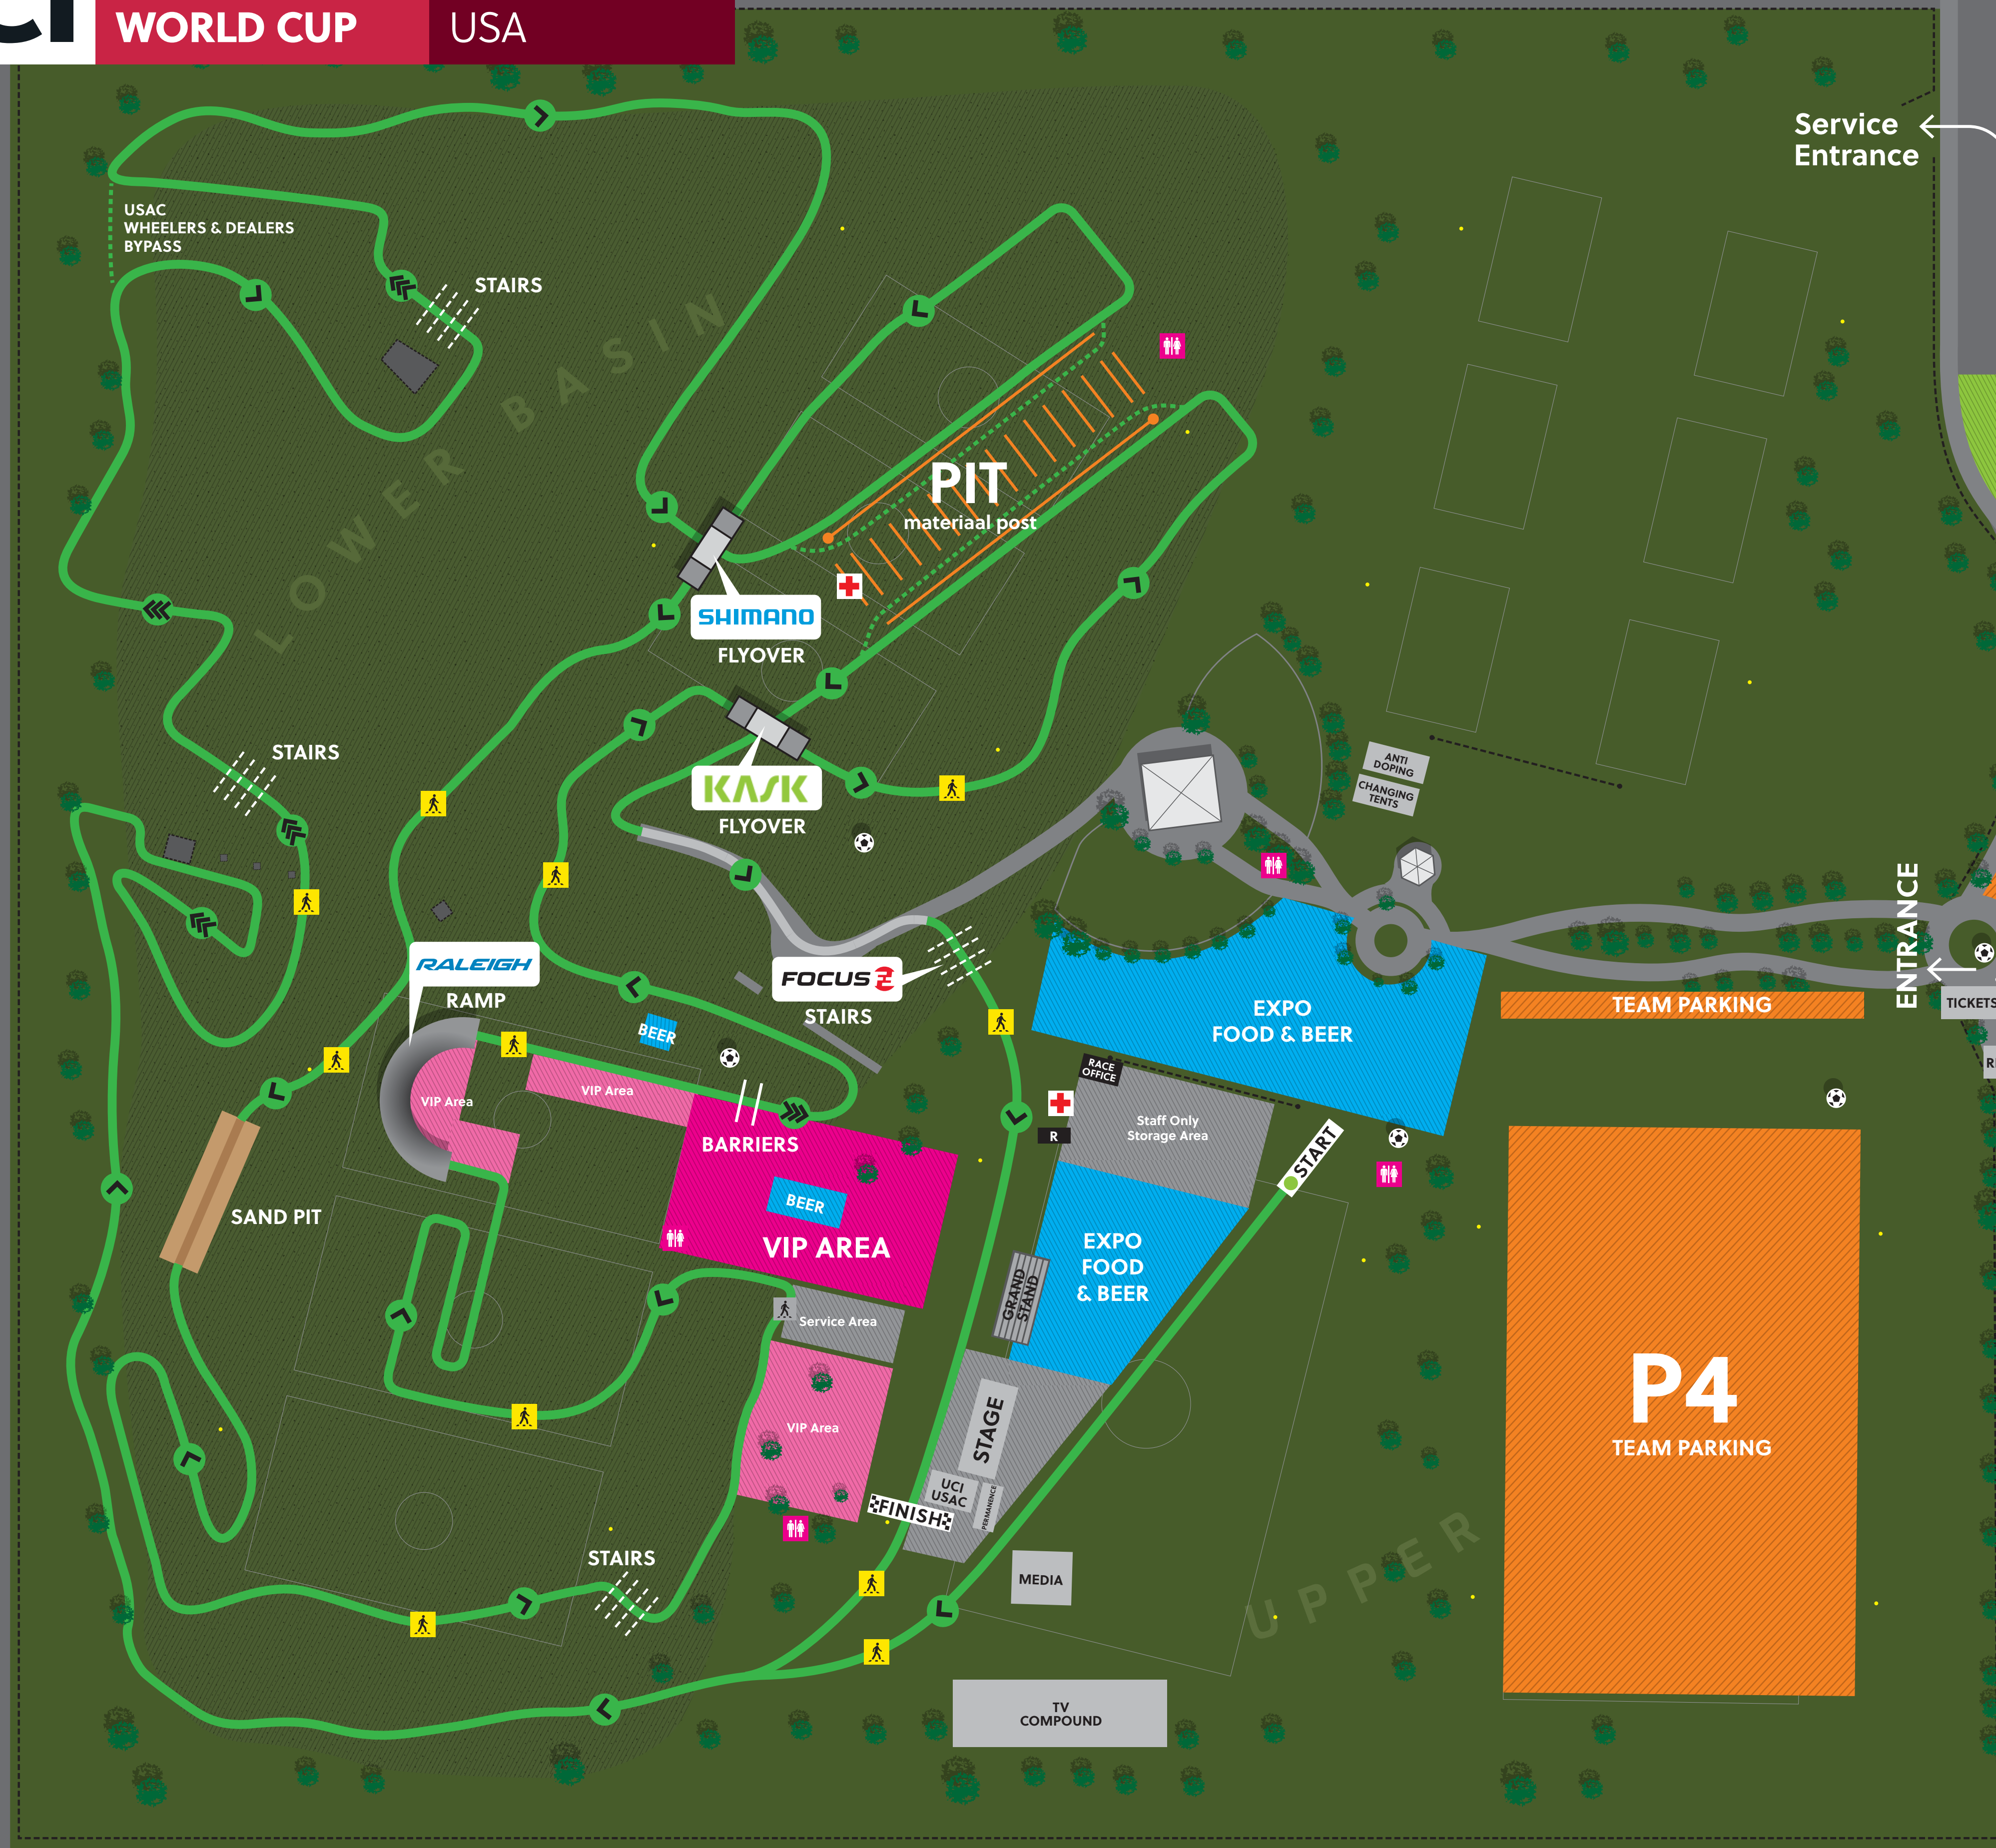 CI
WORLD CUP
USA
Service
Entrance
USAC
WHEELERS & DEALERS
BYPASS
STAIRS
LOWER BASIN
PIT
materiaal post
SHIMANO
FLYOVER
STAIRS
KASK
FLYOVER
ANTI
DOPING
CHANGING
TENTS
ENTRANCE
RALEIGH
RAMP
FOCUS
STAIRS
TICKETS
EXPO
FOOD & BEER
TEAM PARKING
BEER
RACE
OFFICE
R
VIP Area
VIP Area
BARRIERS
Staff Only
Storage Area
START
R
SAND PIT
BEER
VIP AREA
EXPO
FOOD
& BEER
GRAND
STAND
Service Area
P4
TEAM PARKING
STAGE
VIP Area
UCI
USAC
PERMANENCE
FINISH
STAIRS
MEDIA
UPPER
TV
COMPOUND